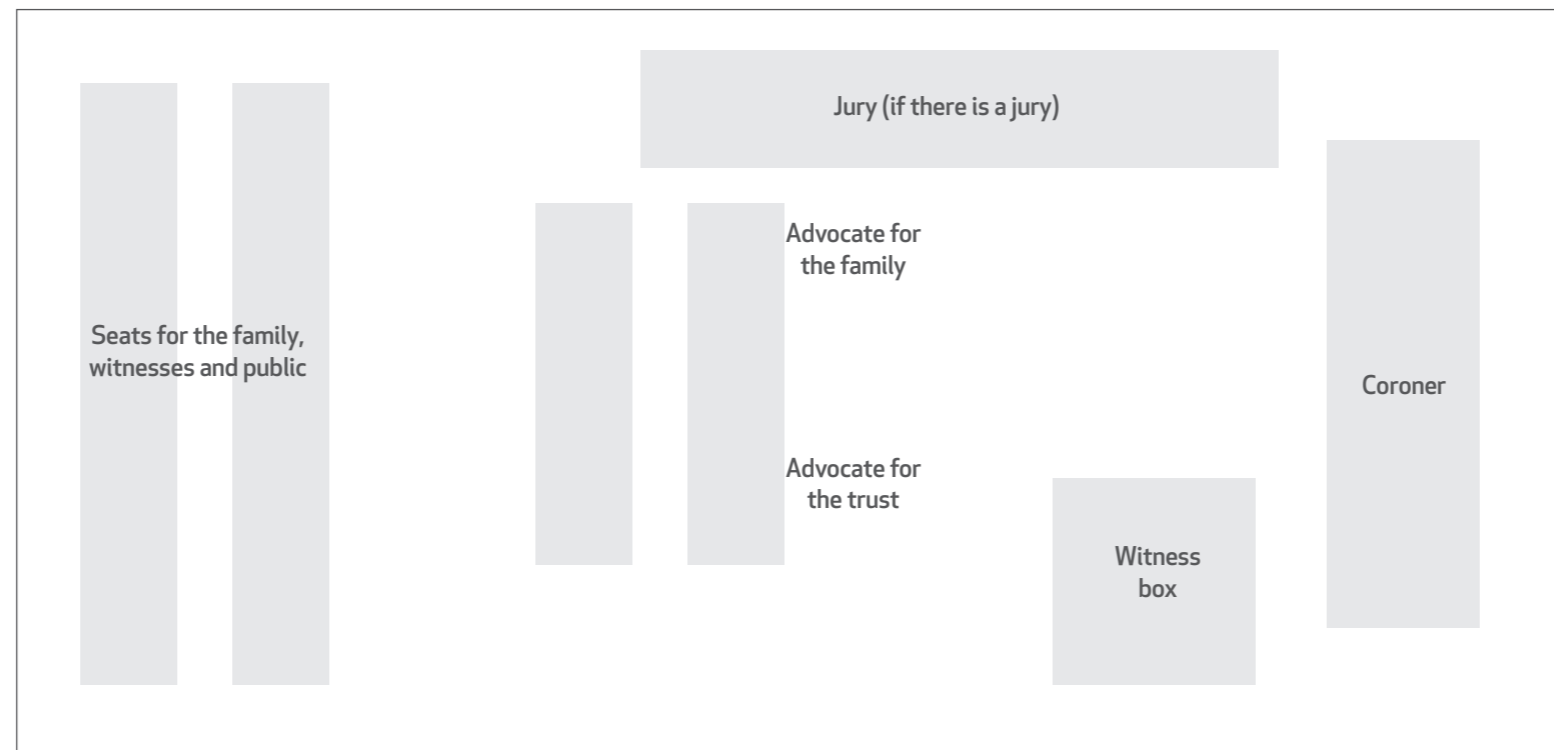 Jury (if there is a jury)
Advocate for
the family
Seats for the family,
witnesses and public
Coroner
Advocate for
the trust
Witness
box